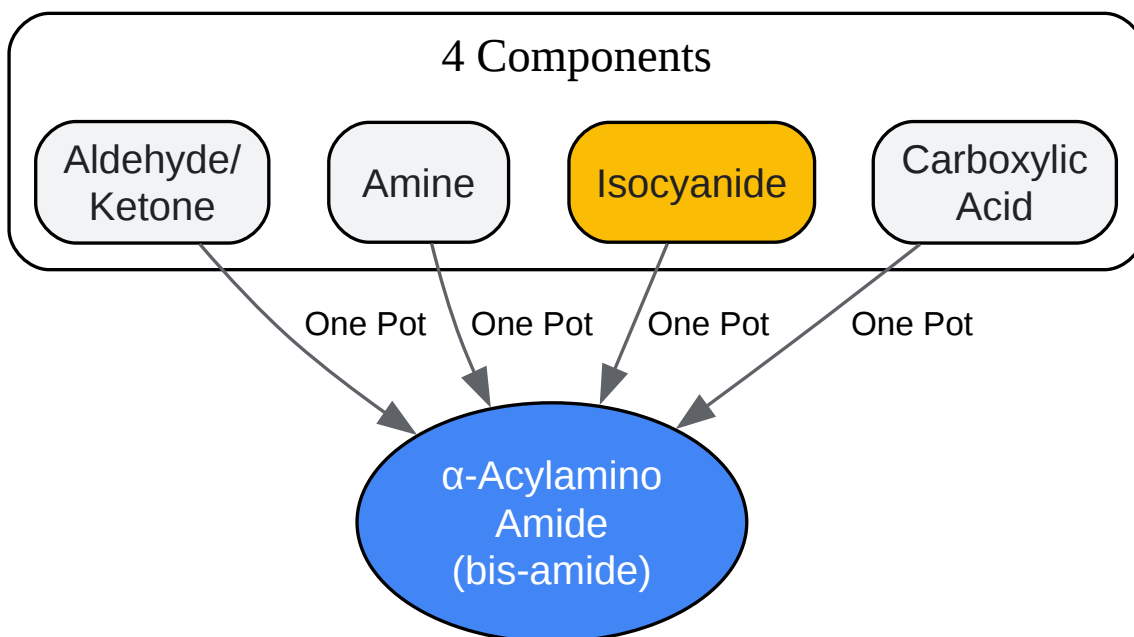 4 Components
Aldehyde/
Ketone
Amine
Isocyanide
Carboxylic
Acid
One Pot
One Pot
One Pot
One Pot
α-Acylamino
Amide
(bis-amide)